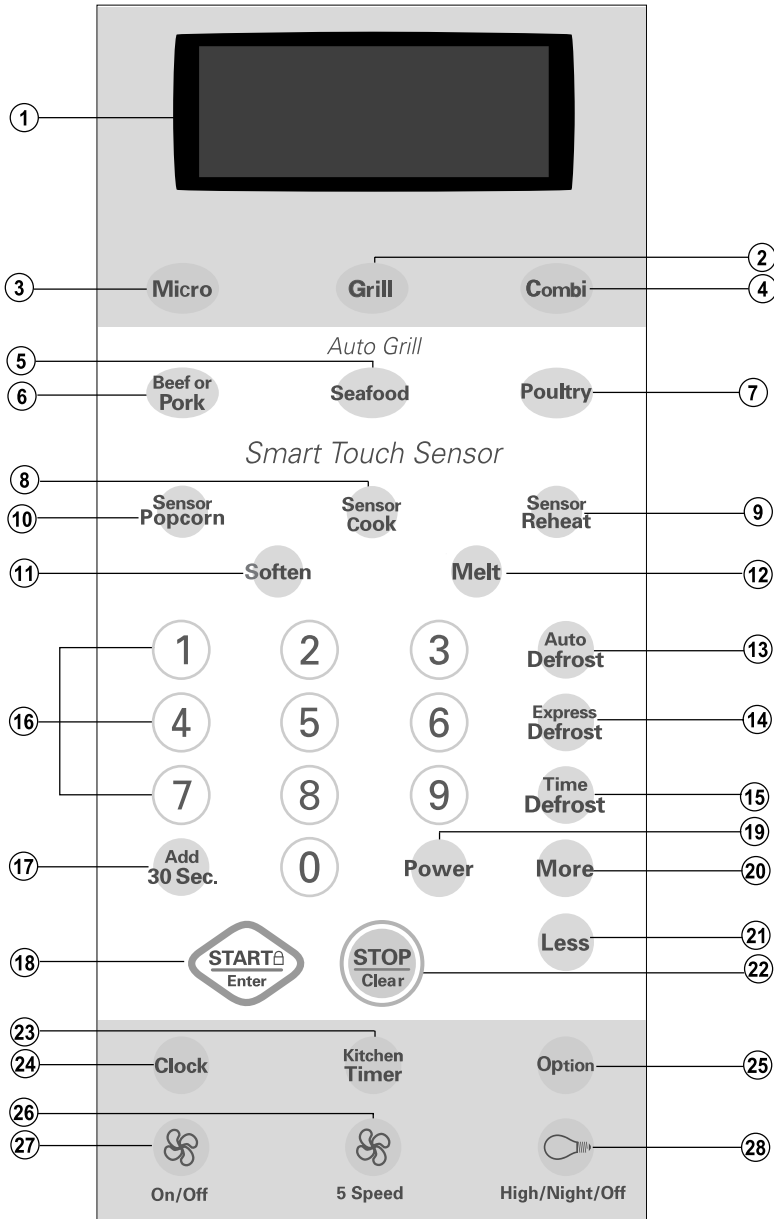 1
2
3
Micro
Grill
Combi
4
Auto Grill
5
6
Beef or
Pork
Seafood
Poultry
7
Smart Touch Sensor
8
10
Sensor
Popcorn
Sensor
Cook
Sensor
Reheat
9
11
Soften
Melt
12
1
2
3
Auto
Defrost
13
16
4
5
6
Express
Defrost
14
7
8
9
Time
Defrost
15
19
17
Add
30 Sec.
0
Power
More
20
18
START
Enter
STOP
Clear
Less
21
22
23
24
Clock
Kitchen
Timer
Option
25
26
27
28
On/Off
5 Speed
High/Night/Off